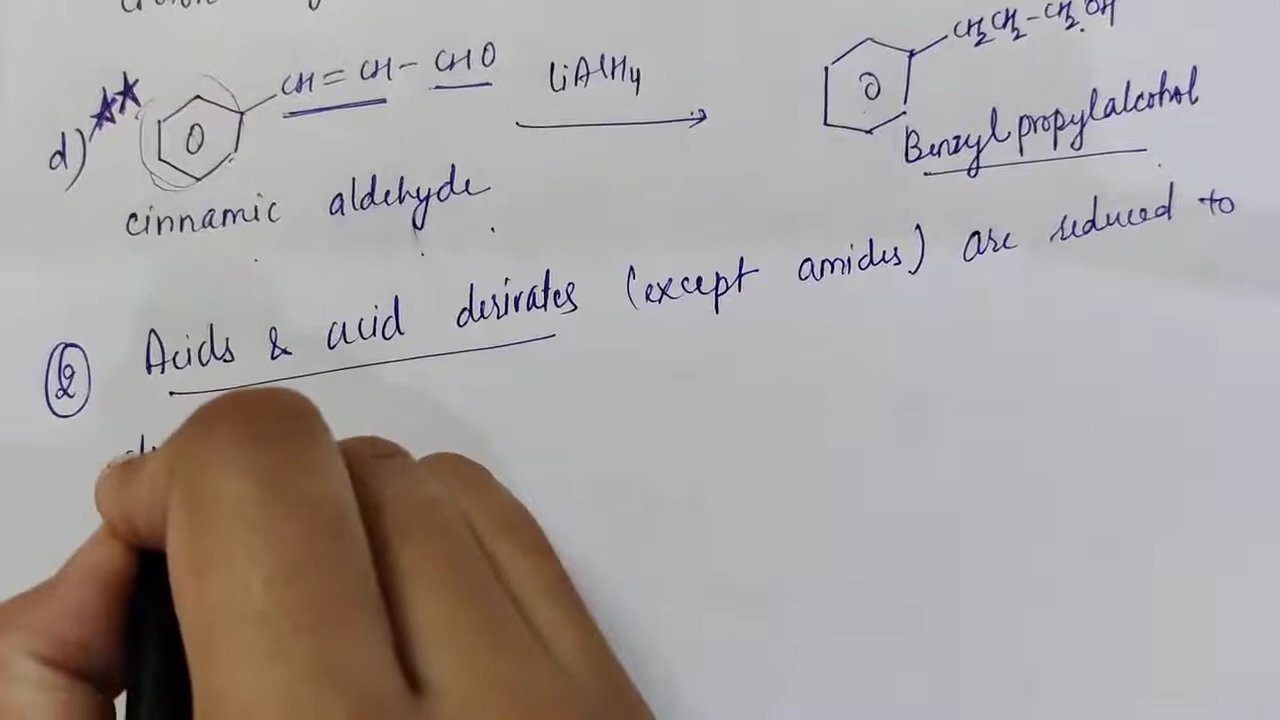 d) CH = CH - CHO LiAlH4 CH2CH2-CH2OH
Benzyl propylalcohol
cinnamic aldehyde
② Acids & acid derivates (except amides) are reduced to